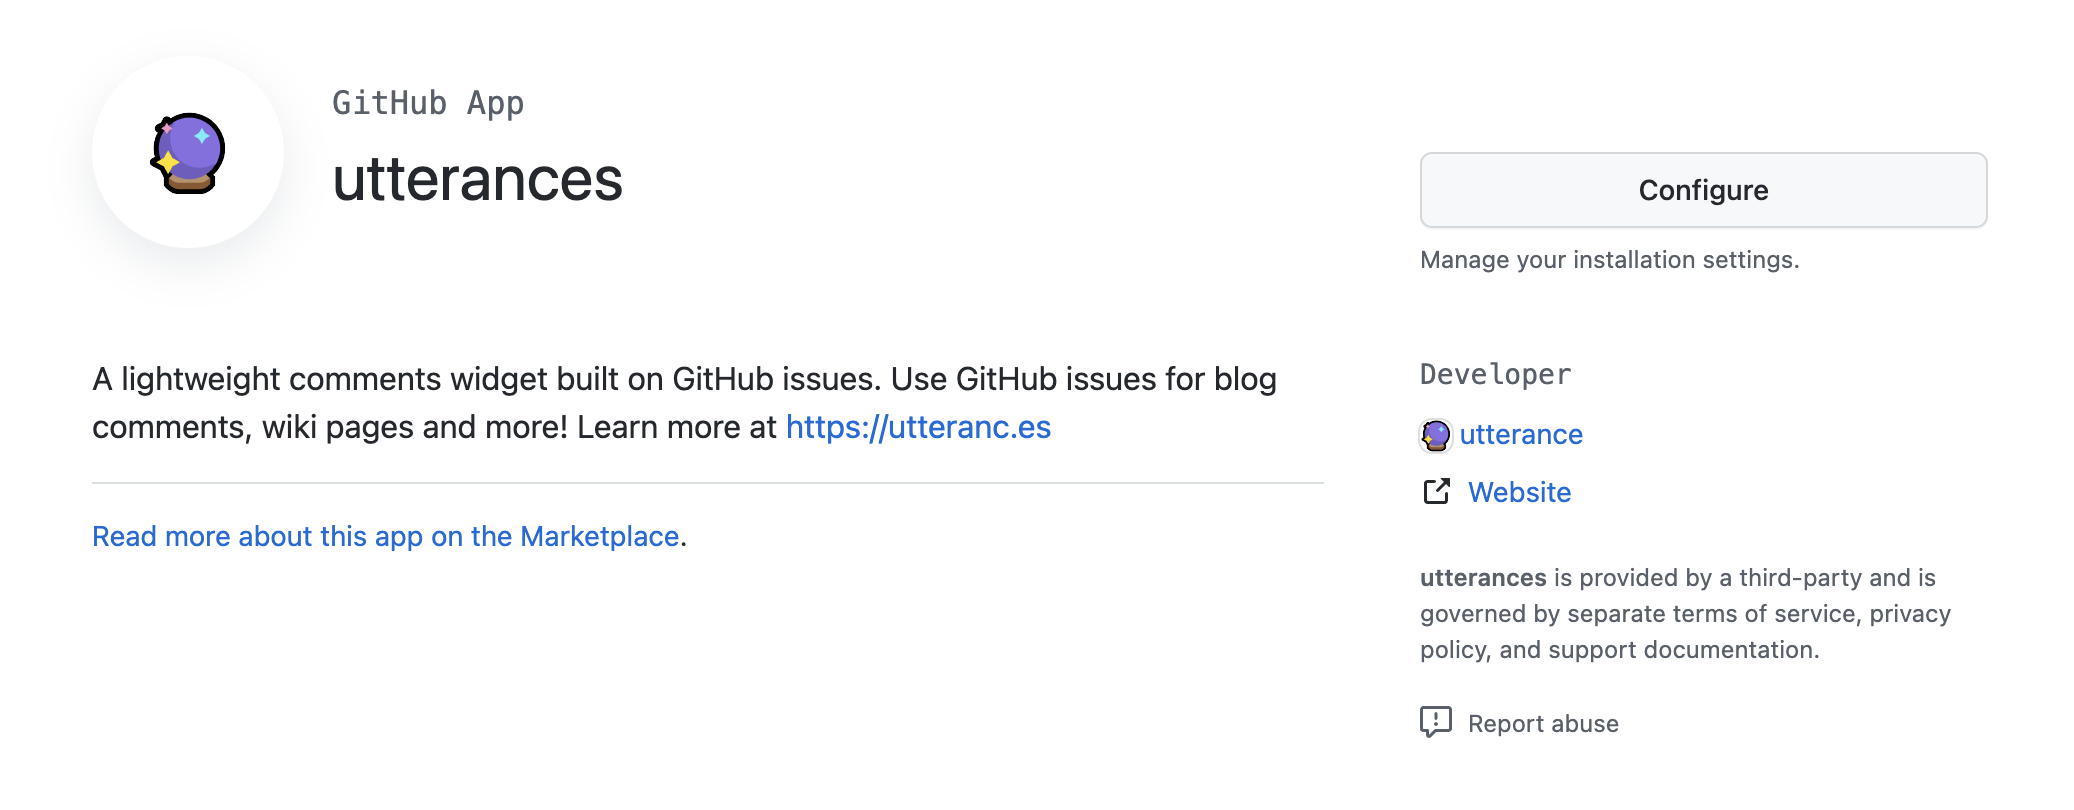 GitHub App
utterances
A lightweight comments widget built on GitHub issues. Use GitHub issues for blog
comments, wiki pages and more! Learn more at https://utteranc.es
Read more about this app on the Marketplace.
Configure
Manage your installation settings.
Developer
utterance
Website
utterances is provided by a third-party and is
governed by separate terms of service, privacy
policy, and support documentation.
Report abuse